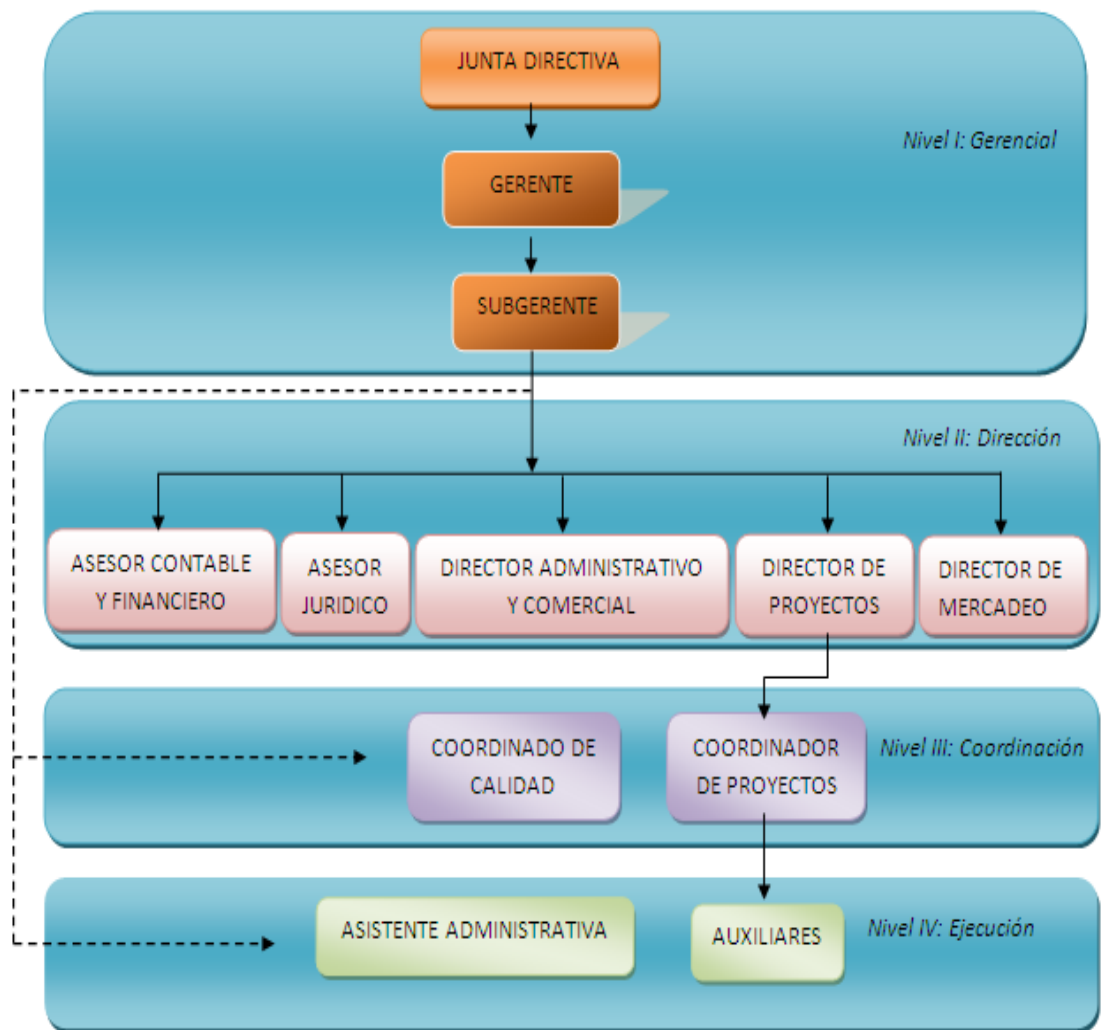 JUNTA DIRECTIVA
Nivel I: Gerencial
GERENTE
SUBGERENTE
Nivel II: Dirección
ASESOR CONTABLE
Y FINANCIERO
ASESOR
JURIDICO
DIRECTOR ADMINISTRATIVO
Y COMERCIAL
DIRECTOR DE
PROYECTOS
DIRECTOR DE
MERCADEO
COORDINADO DE
CALIDAD
COORDINADOR
DE PROYECTOS
Nivel III: Coordinación
ASISTENTE ADMINISTRATIVA
AUXILIARES
Nivel IV: Ejecución